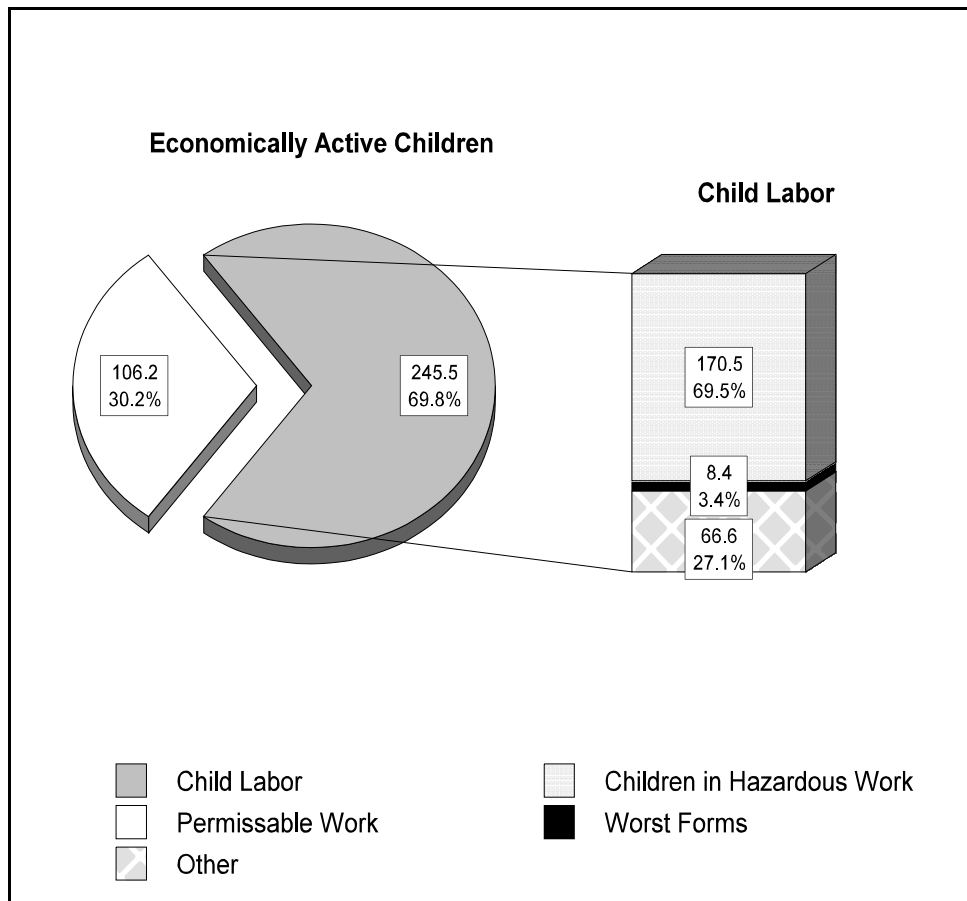 Economically Active Children
Child Labor
106.2
30.2%
245.5
69.8%
170.5
69.5%
8.4
3.4%
66.6
27.1%
Child Labor
Permissable Work
Other
Children in Hazardous Work
Worst Forms